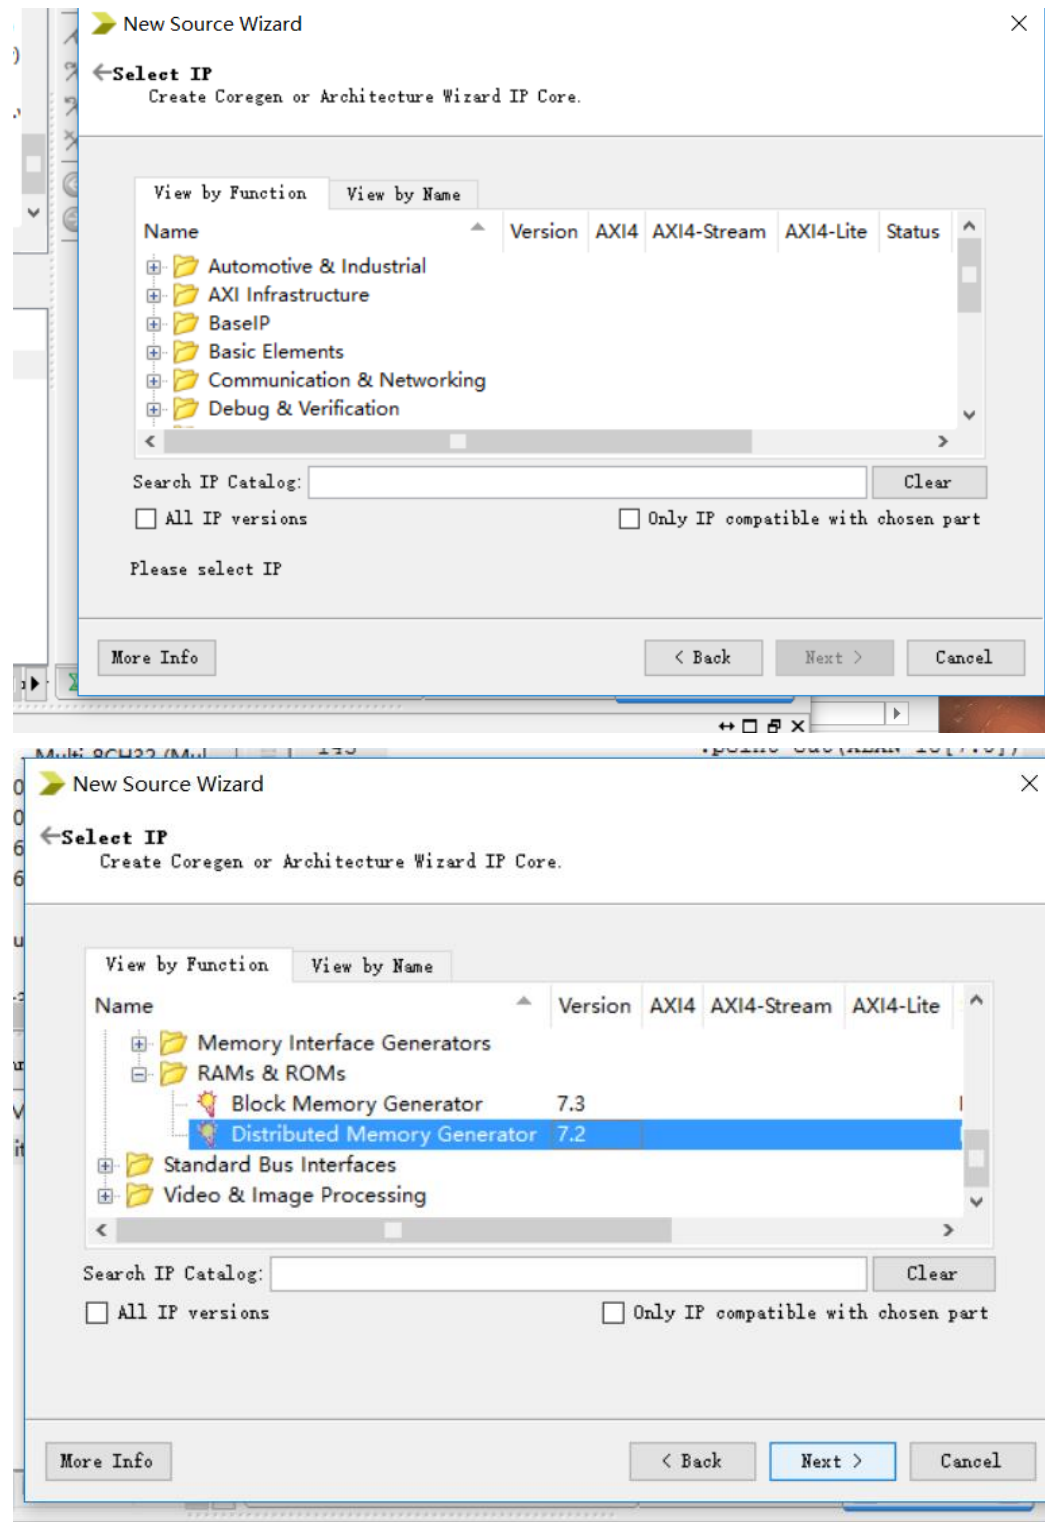 New Source Wizard
Select IP
Create Coregen or Architecture Wizard IP Core.
View by Function View by Name
Name Version AXI4 AXI4-Stream AXI4-Lite Status
Automotive & Industrial
AXI Infrastructure
BaseIP
Basic Elements
Communication & Networking
Debug & Verification
Search IP Catalog: Clear
All IP versions Only IP compatible with chosen part
Please select IP
More Info < Back Next > Cancel
New Source Wizard
Select IP
Create Coregen or Architecture Wizard IP Core.
View by Function View by Name
Name Version AXI4 AXI4-Stream AXI4-Lite
Memory Interface Generators
RAMs & ROMs
Block Memory Generator 7.3
Distributed Memory Generator 7.2
Standard Bus Interfaces
Video & Image Processing
Search IP Catalog: Clear
All IP versions Only IP compatible with chosen part
More Info < Back Next > Cancel